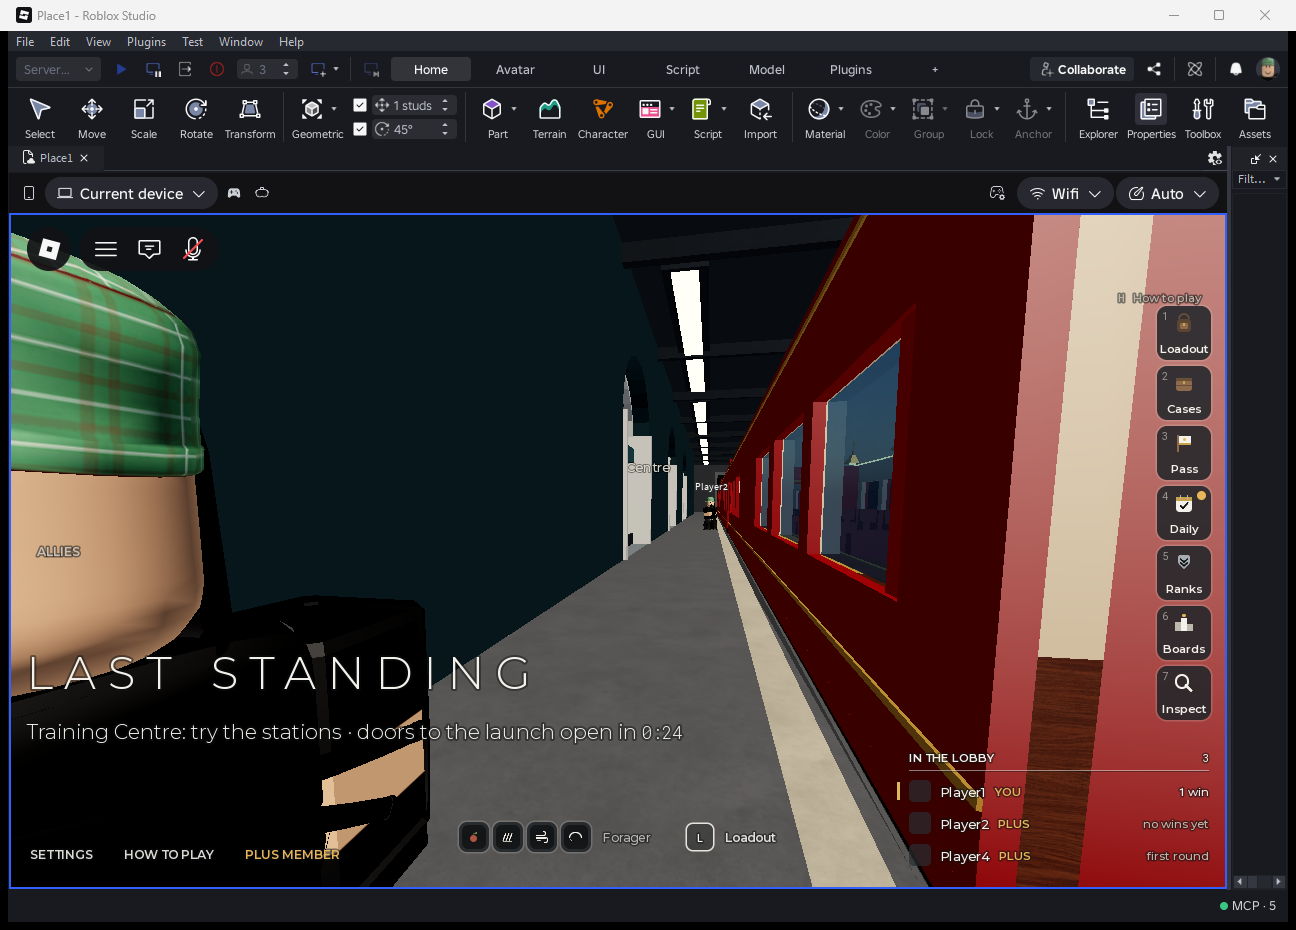 Place1 - Roblox Studio
File Edit View Plugins Test Window Help
Server... 3 Home Avatar UI Script Model Plugins + Collaborate
1 studs
45°
Select Move Scale Rotate Transform Geometric Part Terrain Character GUI Script Import Material Color Group Lock Anchor Explorer Properties Toolbox Assets
Place1
Filt...
Current device Wifi Auto
H How to play
1
Loadout
2
Cases
3
Pass
4
Daily
5
Ranks
6
Boards
7
Inspect
Centre
Player2
ALLIES
LAST STANDING
Training Centre: try the stations · doors to the launch open in 0:24
IN THE LOBBY 3
Player1 YOU 1 win
Player2 PLUS no wins yet
Player4 PLUS first round
Forager L Loadout
SETTINGS HOW TO PLAY PLUS MEMBER
MCP · 5